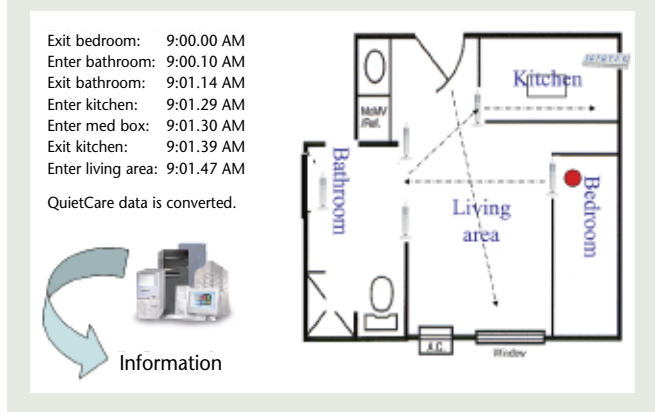 Exit bedroom: 9:00.00 AM
Enter bathroom: 9:00.10 AM
Exit bathroom: 9:01.14 AM
Enter kitchen: 9:01.29 AM
Enter med box: 9:01.30 AM
Exit kitchen: 9:01.39 AM
Enter living area: 9:01.47 AM
QuietCare data is converted.
Information
Kitchen
/Ref.
Bathroom
Living
area
Bedroom
A.C.
Window